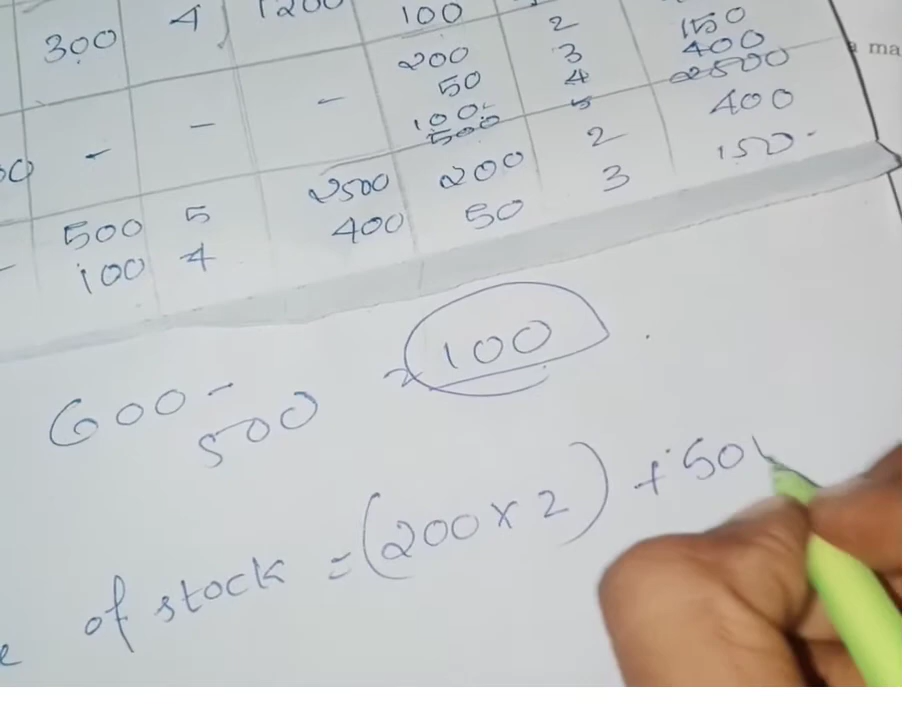 300 4 1200 100 2 150
200 3 400
50 4 2500
100
- - - 500 5 400
500 5 2500 200 2 150
100 4 400 50 3
600 - 500 = 100
of stock = (200 x 2) + 50
ma